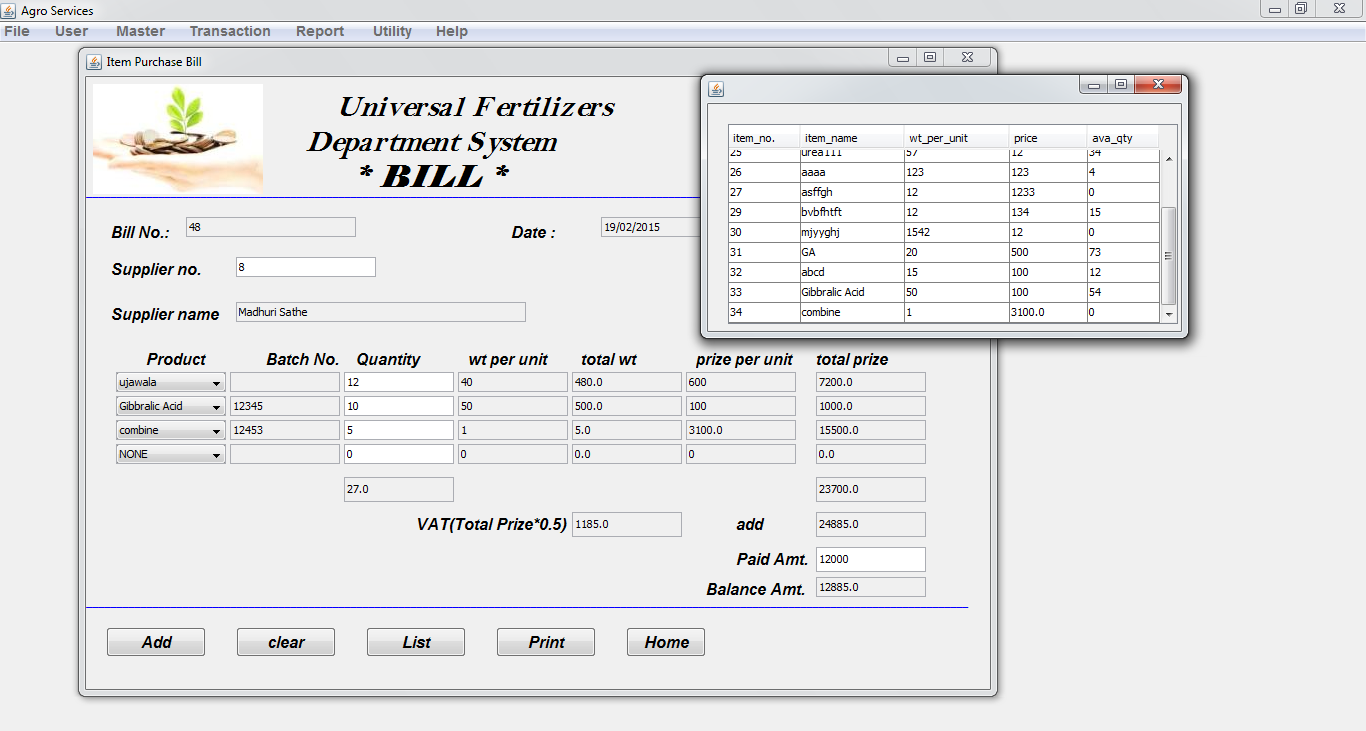 Agro Services
File User Master Transaction Report Utility Help
Item Purchase Bill
Universal Fertilizers
Department System
* BILL *
Bill No.: 48 Date : 19/02/2015
Supplier no. 8
Supplier name Madhuri Sathe
Product Batch No. Quantity wt per unit total wt prize per unit total prize
ujawala 12 40 480.0 600 7200.0
Gibbralic Acid 12345 10 50 500.0 100 1000.0
combine 12453 5 1 5.0 3100.0 15500.0
NONE 0 0 0.0 0 0.0
27.0 23700.0
VAT(Total Prize*0.5) 1185.0 add 24885.0
Paid Amt. 12000
Balance Amt. 12885.0
Add clear List Print Home
item_no. item_name wt_per_unit price ava_qty
25 urea111 57 12 34
26 aaaa 123 123 4
27 asffgh 12 1233 0
29 bvbfhtft 12 134 15
30 mjyyghj 1542 12 0
31 GA 20 500 73
32 abcd 15 100 12
33 Gibbralic Acid 50 100 54
34 combine 1 3100.0 0